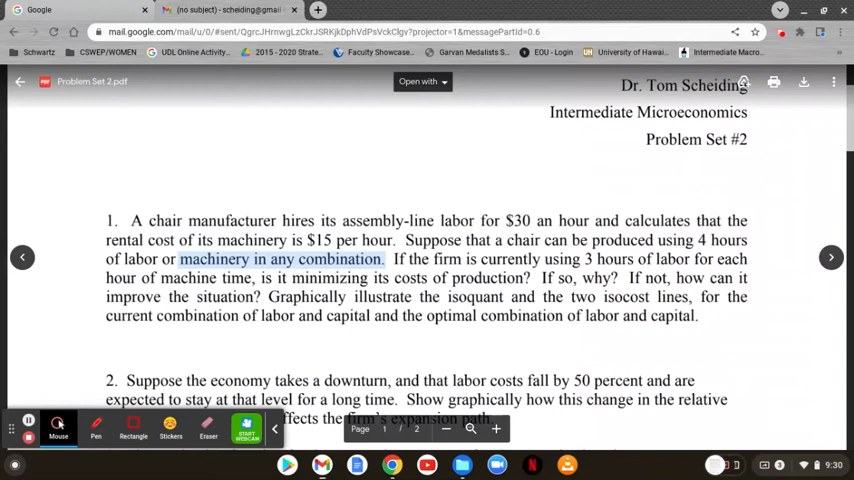 Google
(no subject) - scheiding@gmail
mail.google.com/mail/u/0/#sent/QgrcJHrnwgLzCkrJSRKjkDphVdPsVckClgv?projector=1&messagePartId=0.6
Schwartz
CSWEP/WOMEN
UDL Online Activity...
2015 - 2020 Strate...
Faculty Showcase...
Garvan Medalists S...
EOU - Login
University of Hawai...
Intermediate Macro...
Problem Set 2.pdf
Open with
Dr. Tom Scheiding
Intermediate Microeconomics
Problem Set #2
1. A chair manufacturer hires its assembly-line labor for $30 an hour and calculates that the
rental cost of its machinery is $15 per hour. Suppose that a chair can be produced using 4 hours
of labor or machinery in any combination. If the firm is currently using 3 hours of labor for each
hour of machine time, is it minimizing its costs of production? If so, why? If not, how can it
improve the situation? Graphically illustrate the isoquant and the two isocost lines, for the
current combination of labor and capital and the optimal combination of labor and capital.
2. Suppose the economy takes a downturn, and that labor costs fall by 50 percent and are
expected to stay at that level for a long time. Show graphically how this change in the relative
ffects the firm's expansion path.
Mouse
Pen
Rectangle
Stickers
Eraser
START WEBCAM
Page 1 / 2
3
9:30